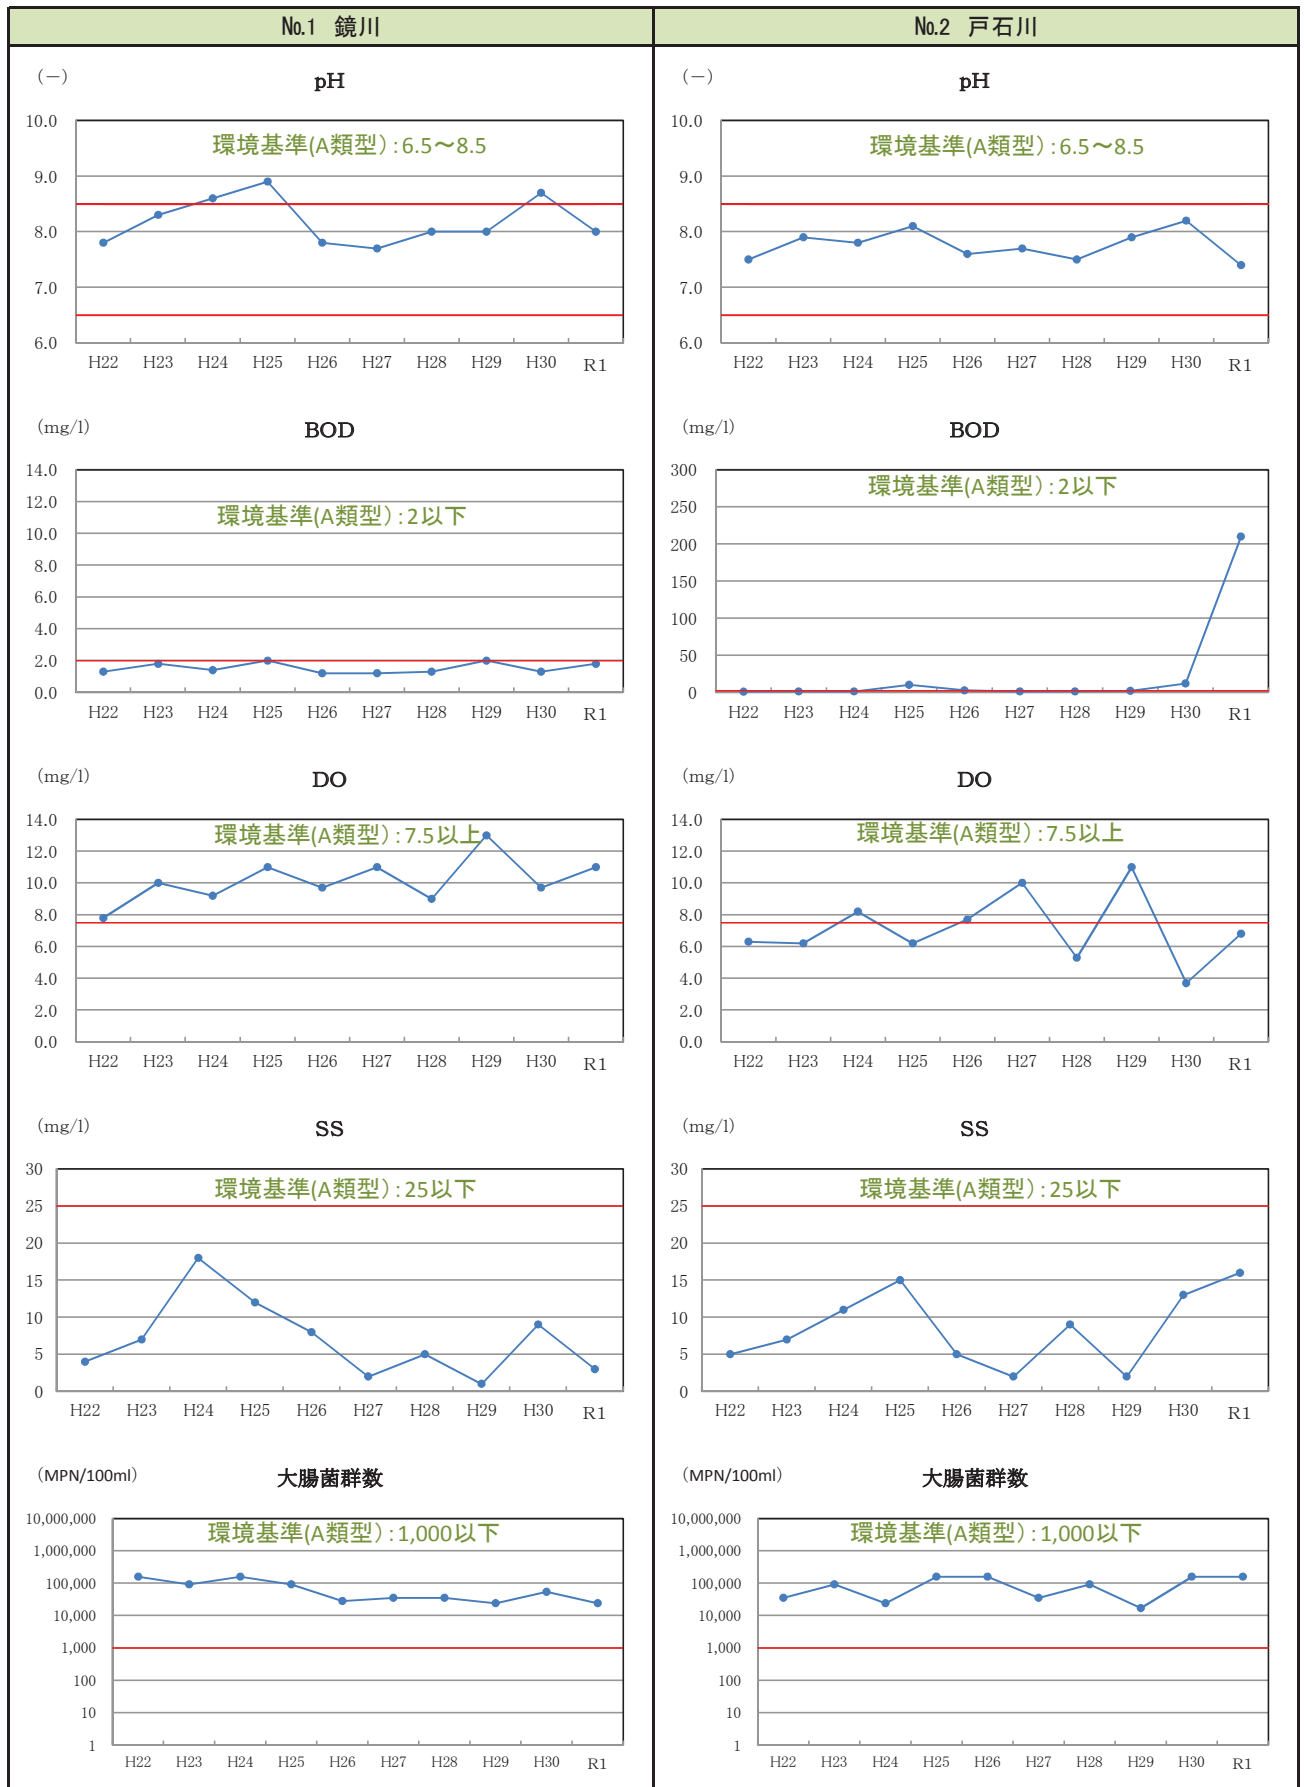 №1 鏡川
(−)
pH
環境基準(A類型):6.5～8.5
10.0
9.0
8.0
7.0
6.0
H22 H23 H24 H25 H26 H27 H28 H29 H30 R1
(mg/l)
BOD
14.0
12.0
環境基準(A類型):2以下
10.0
8.0
6.0
4.0
2.0
0.0
H22 H23 H24 H25 H26 H27 H28 H29 H30 R1
(mg/l)
DO
14.0
環境基準(A類型):7.5以上
12.0
10.0
8.0
6.0
4.0
2.0
0.0
H22 H23 H24 H25 H26 H27 H28 H29 H30 R1
(mg/l)
SS
30
環境基準(A類型):25以下
25
20
15
10
5
0
H22 H23 H24 H25 H26 H27 H28 H29 H30 R1
(MPN/100ml)
大腸菌群数
10,000,000
環境基準(A類型):1,000以下
1,000,000
100,000
10,000
1,000
100
10
1
H22 H23 H24 H25 H26 H27 H28 H29 H30 R1
№2 戸石川
(−)
pH
10.0
環境基準(A類型):6.5～8.5
9.0
8.0
7.0
6.0
H22 H23 H24 H25 H26 H27 H28 H29 H30 R1
(mg/l)
BOD
300
環境基準(A類型):2以下
250
200
150
100
50
0
H22 H23 H24 H25 H26 H27 H28 H29 H30 R1
(mg/l)
DO
14.0
環境基準(A類型):7.5以上
12.0
10.0
8.0
6.0
4.0
2.0
0.0
H22 H23 H24 H25 H26 H27 H28 H29 H30 R1
(mg/l)
SS
30
環境基準(A類型):25以下
25
20
15
10
5
0
H22 H23 H24 H25 H26 H27 H28 H29 H30 R1
(MPN/100ml)
大腸菌群数
10,000,000
環境基準(A類型):1,000以下
1,000,000
100,000
10,000
1,000
100
10
1
H22 H23 H24 H25 H26 H27 H28 H29 H30 R1